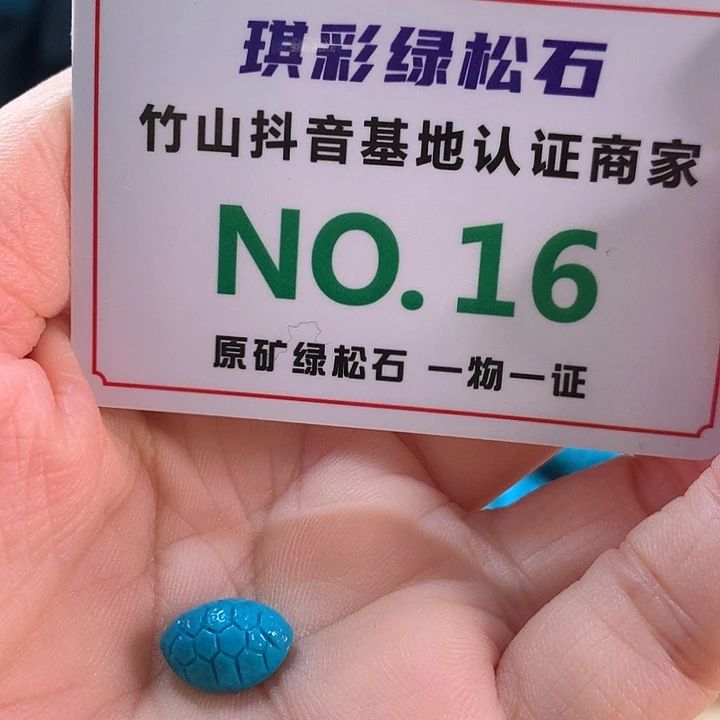 琪彩绿松石
竹山抖音基地认证商家
NO.16
原矿绿松石 一物一证